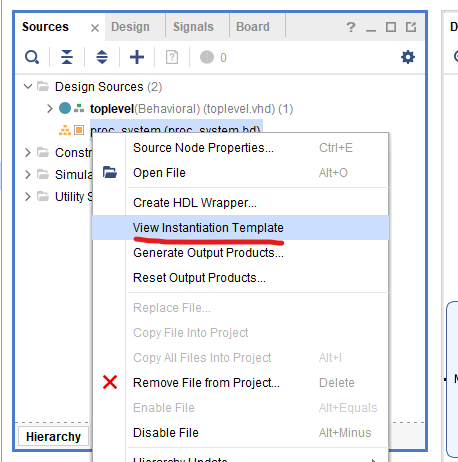 Sources
Design
Signals
Board
?
0
Design Sources (2)
toplevel(Behavioral) (toplevel.vhd) (1)
proc_system (proc_system.bd)
Constr
Simula
Utility S
Source Node Properties... Ctrl+E
Open File Alt+O
Create HDL Wrapper...
View Instantiation Template
Generate Output Products...
Reset Output Products...
Replace File...
Copy File Into Project
Copy All Files Into Project Alt+I
Remove File from Project... Delete
Enable File Alt+Equals
Disable File Alt+Minus
Hierarchy Update
Hierarchy
D